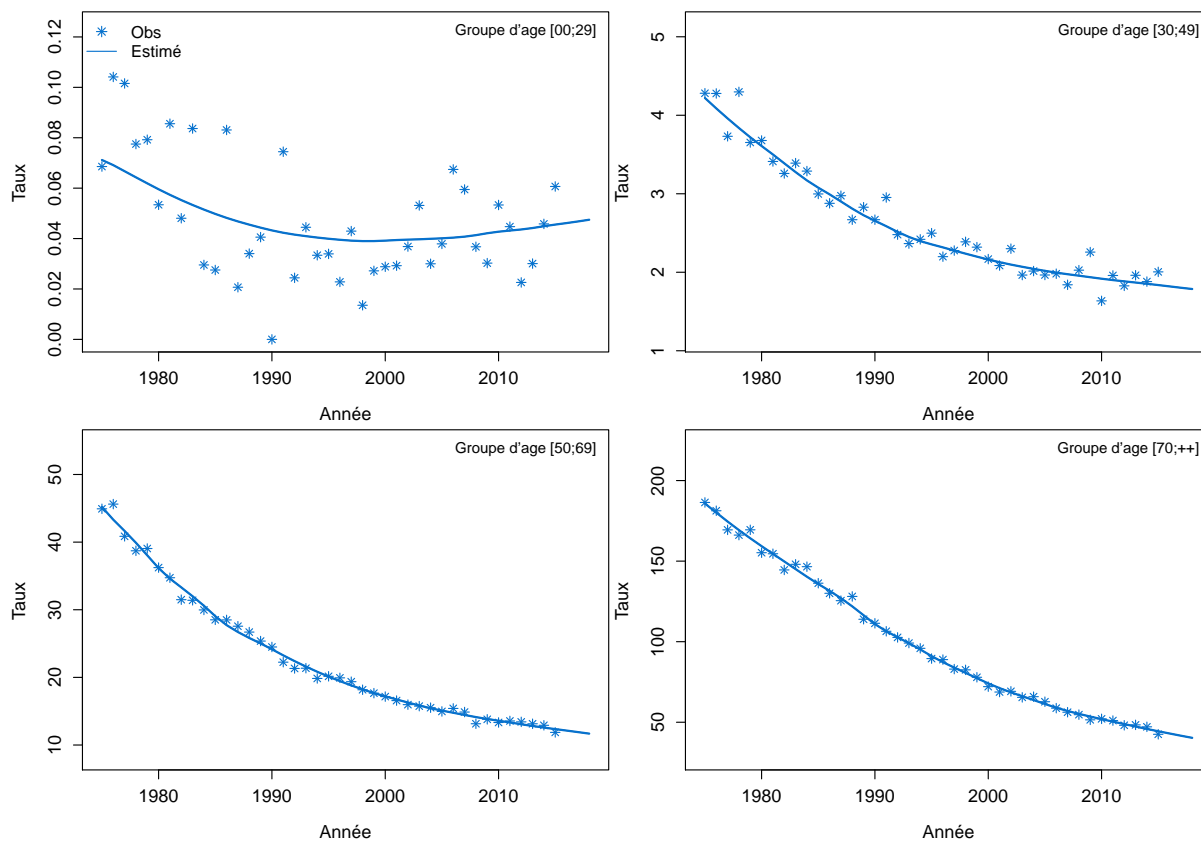 Groupe d'age [00;29]
Obs
Estimé
Taux
0.00
0.02
0.04
0.06
0.08
0.10
0.12
1980
1990
2000
2010
Année
Groupe d'age [30;49]
Taux
1
2
3
4
5
1980
1990
2000
2010
Année
Groupe d'age [50;69]
Taux
10
20
30
40
50
1980
1990
2000
2010
Année
Groupe d'age [70;++]
Taux
50
100
150
200
1980
1990
2000
2010
Année